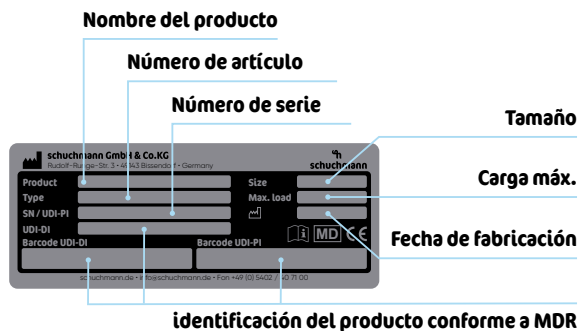 Nombre del producto
Número de artículo
Número de serie
Tamaño
Carga máx.
Fecha de fabricación
schuchmann GmbH & Co.KG
Rudolf-Runge-Str. 3 • 49143 Bissendorf • Germany
schuchmann
Product
Size
Type
Max. load
SN / UDI-PI
UDI-DI
MD CE
Barcode UDI-DI
Barcode UDI-PI
schuchmann.de • info@schuchmann.de • Fon +49 (0) 5402 / 40 71 00
identificación del producto conforme a MDR